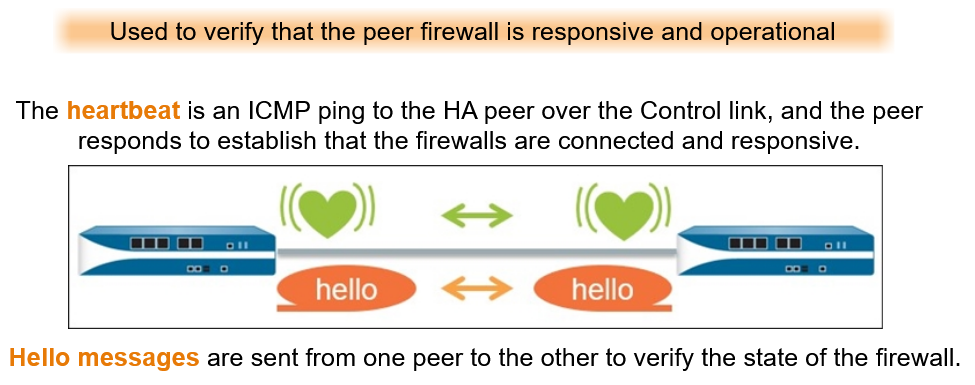 Used to verify that the peer firewall is responsive and operational
The heartbeat is an ICMP ping to the HA peer over the Control link, and the peer
responds to establish that the firewalls are connected and responsive.
hello
hello
Hello messages are sent from one peer to the other to verify the state of the firewall.